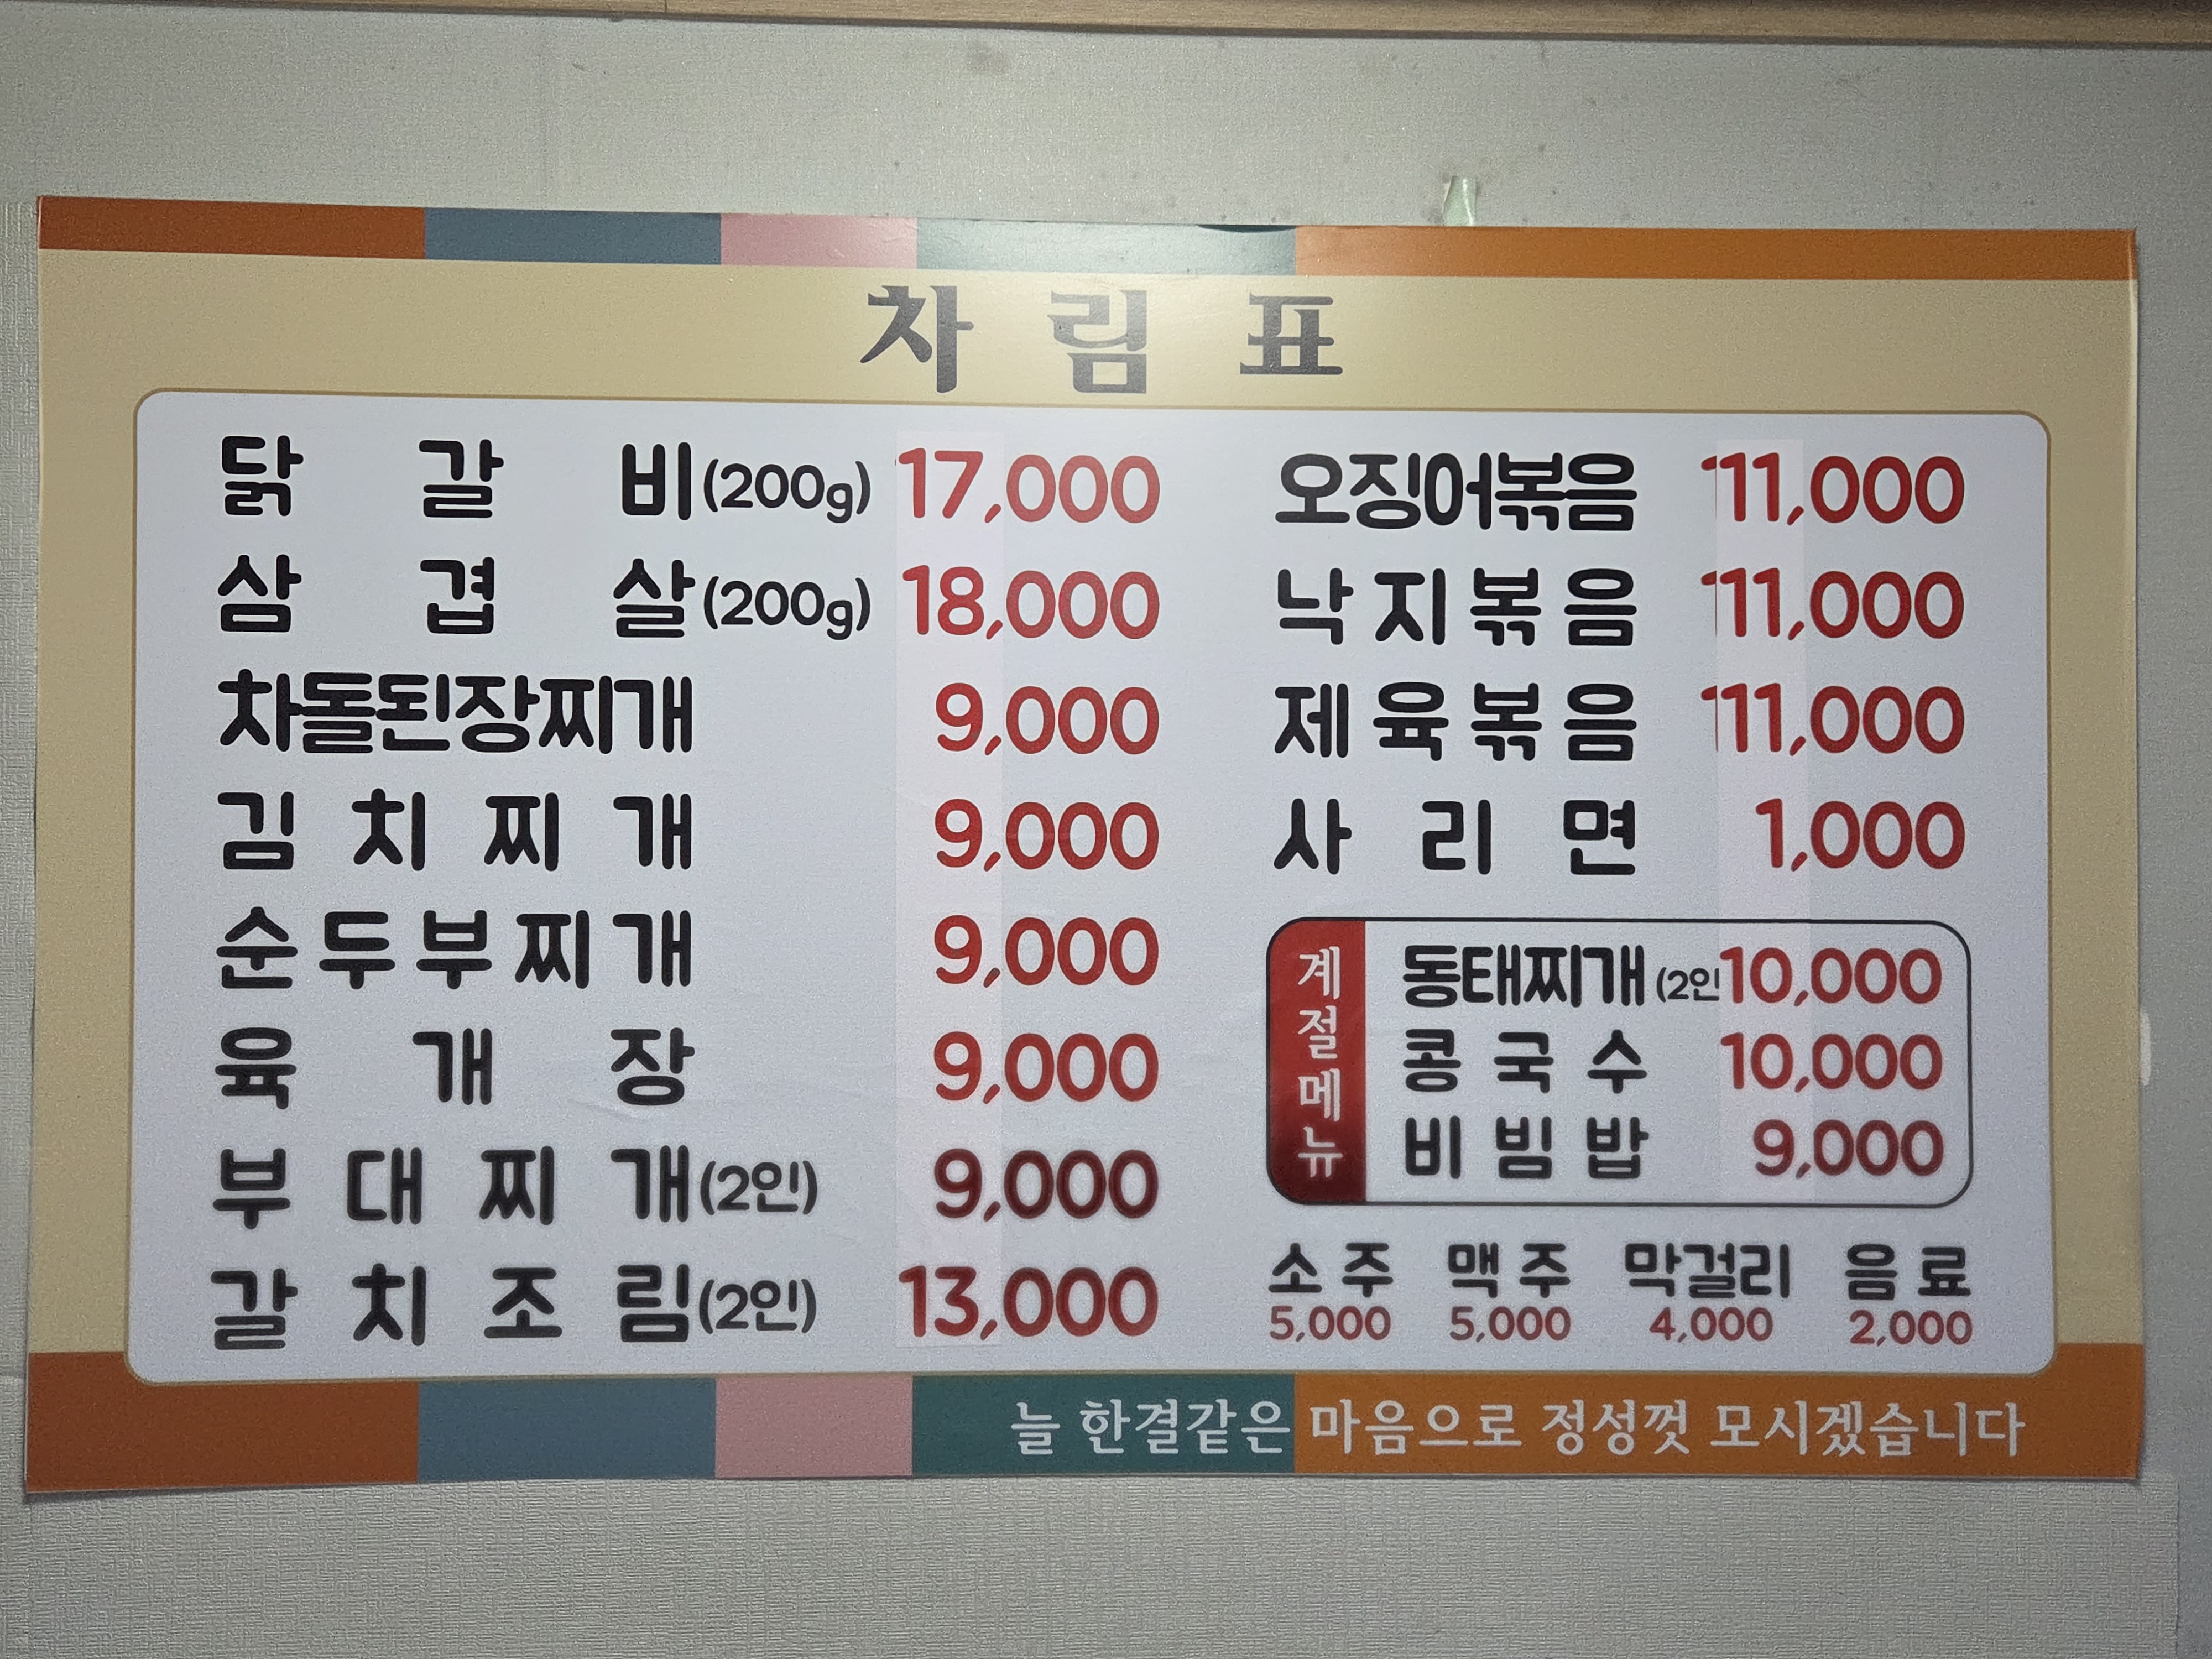 차림표
닭갈비(200g) 17,000
삼겹살(200g) 18,000
차돌된장찌개 9,000
김치찌개 9,000
순두부찌개 9,000
육개장 9,000
부대찌개(2인) 9,000
갈치조림(2인) 13,000
오징어볶음 11,000
낙지볶음 11,000
제육볶음 11,000
사리면 1,000
계절메뉴
동태찌개(2인 10,000
콩국수 10,000
비빔밥 9,000
소주 맥주 막걸리 음료
5,000 5,000 4,000 2,000
늘 한결같은 마음으로 정성껏 모시겠습니다